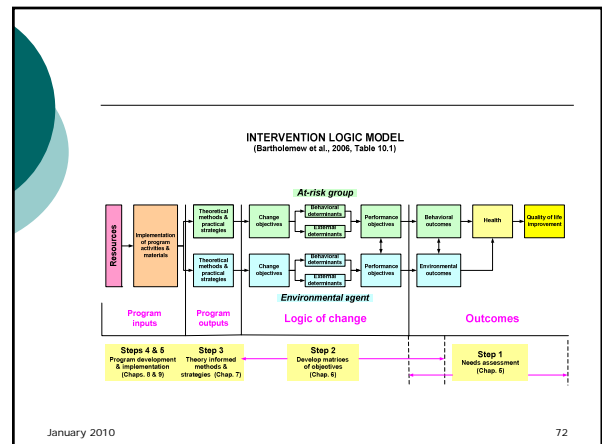 INTERVENTION LOGIC MODEL
(Bartholemew et al., 2006, Table 10.1)
At-risk group
Resources
Implementation
of program
activities &
materials
Theoretical
methods &
practical
strategies
Change
objectives
Behavioral
determinants
External
determinants
Performance
objectives
Behavioral
outcomes
Health
Quality of life
improvement
Theoretical
methods &
practical
strategies
Change
objectives
Behavioral
determinants
External
determinants
Performance
objectives
Environmental
outcomes
Environmental agent
Program
inputs
Program
outputs
Logic of change
Outcomes
Steps 4 & 5
Program development
& implementation
(Chaps. 8 & 9)
Step 3
Theory informed
methods &
strategies (Chap. 7)
Step 2
Develop matrices
of objectives
(Chap. 6)
Step 1
Needs assessment
(Chap. 5)
January 2010
72